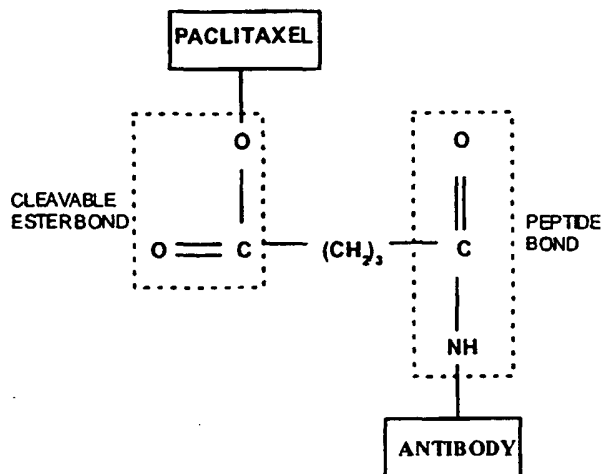 PACLITAXEL
O
O
CLEAVABLE
ESTERBOND
PEPTIDE
BOND
O C (CH₂)₃ C
NH
ANTIBODY